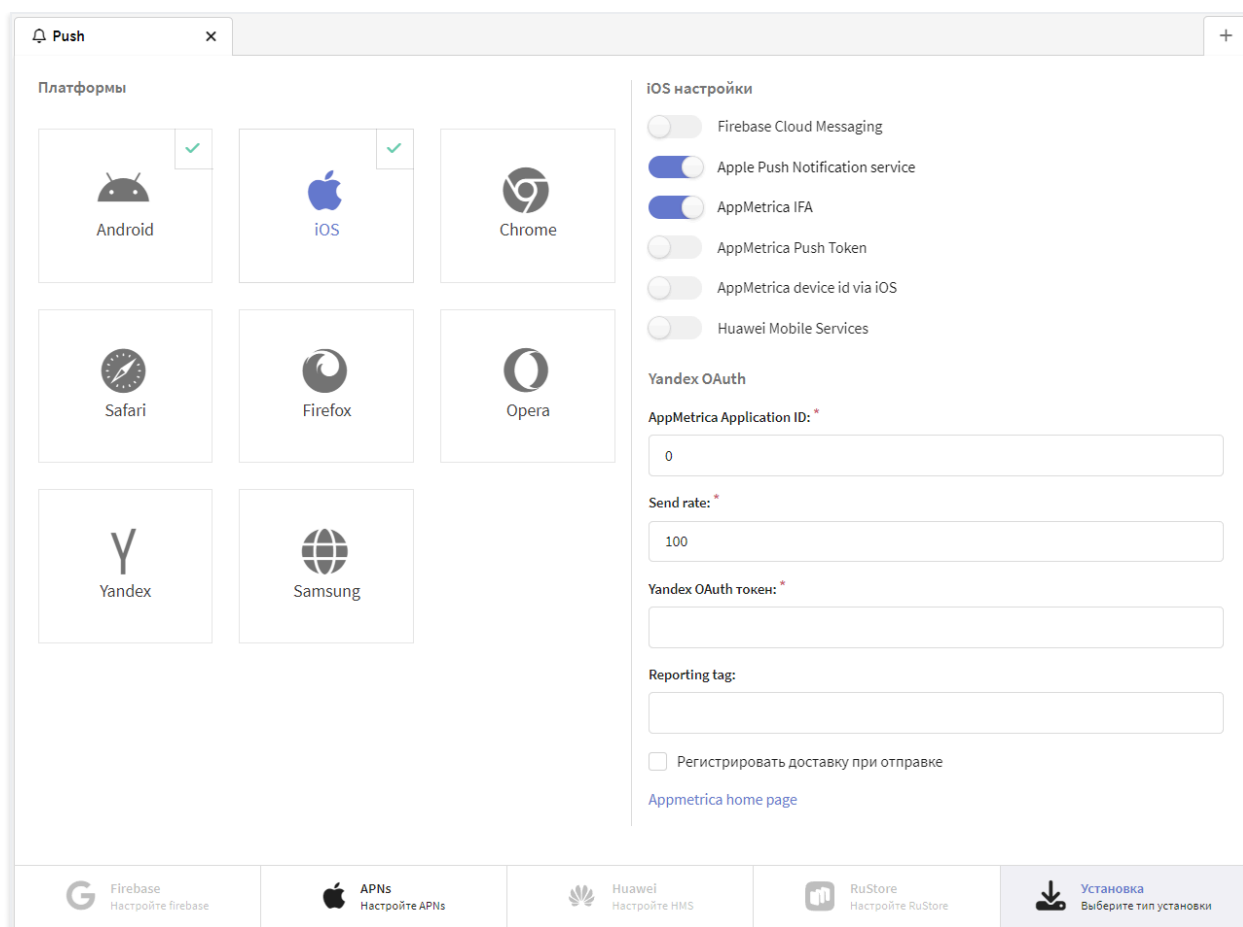 Push
Платформы
Android
iOS
Chrome
Safari
Firefox
Opera
Yandex
Samsung
iOS настройки
Firebase Cloud Messaging
Apple Push Notification service
AppMetrica IFA
AppMetrica Push Token
AppMetrica device id via iOS
Huawei Mobile Services
Yandex OAuth
AppMetrica Application ID: *
0
Send rate: *
100
Yandex OAuth токен: *
Reporting tag:
Регистрировать доставку при отправке
Appmetrica home page
Firebase
Настройте firebase
APNs
Настройте APNs
Huawei
Настройте HMS
RuStore
Настройте RuStore
Установка
Выберите тип установки